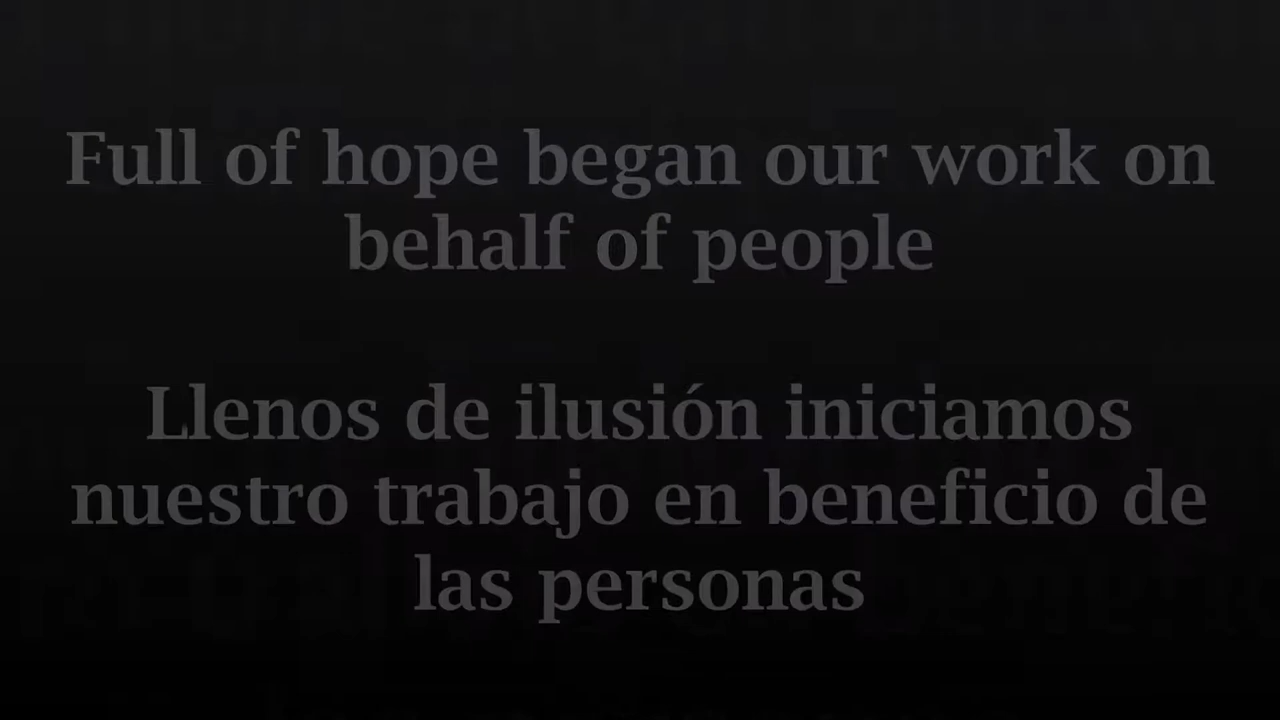 Full of hope began our work on
behalf of people
Llenos de ilusión iniciamos
nuestro trabajo en beneficio de
las personas